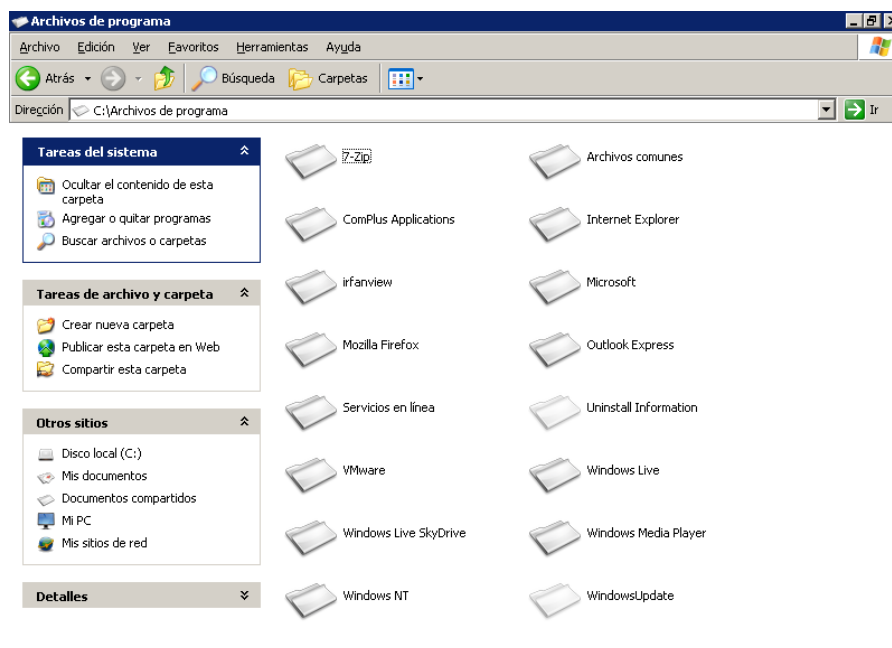 Archivos de programa
Archivo Edición Ver Favoritos Herramientas Ayuda
Atrás Búsqueda Carpetas
Dirección C:\Archivos de programa Ir
Tareas del sistema
Ocultar el contenido de esta
carpeta
Agregar o quitar programas
Buscar archivos o carpetas
Tareas de archivo y carpeta
Crear nueva carpeta
Publicar esta carpeta en Web
Compartir esta carpeta
Otros sitios
Disco local (C:)
Mis documentos
Documentos compartidos
Mi PC
Mis sitios de red
Detalles
7-Zip Archivos comunes
ComPlus Applications Internet Explorer
irfanview Microsoft
Mozilla Firefox Outlook Express
Servicios en línea Uninstall Information
VMware Windows Live
Windows Live SkyDrive Windows Media Player
Windows NT WindowsUpdate